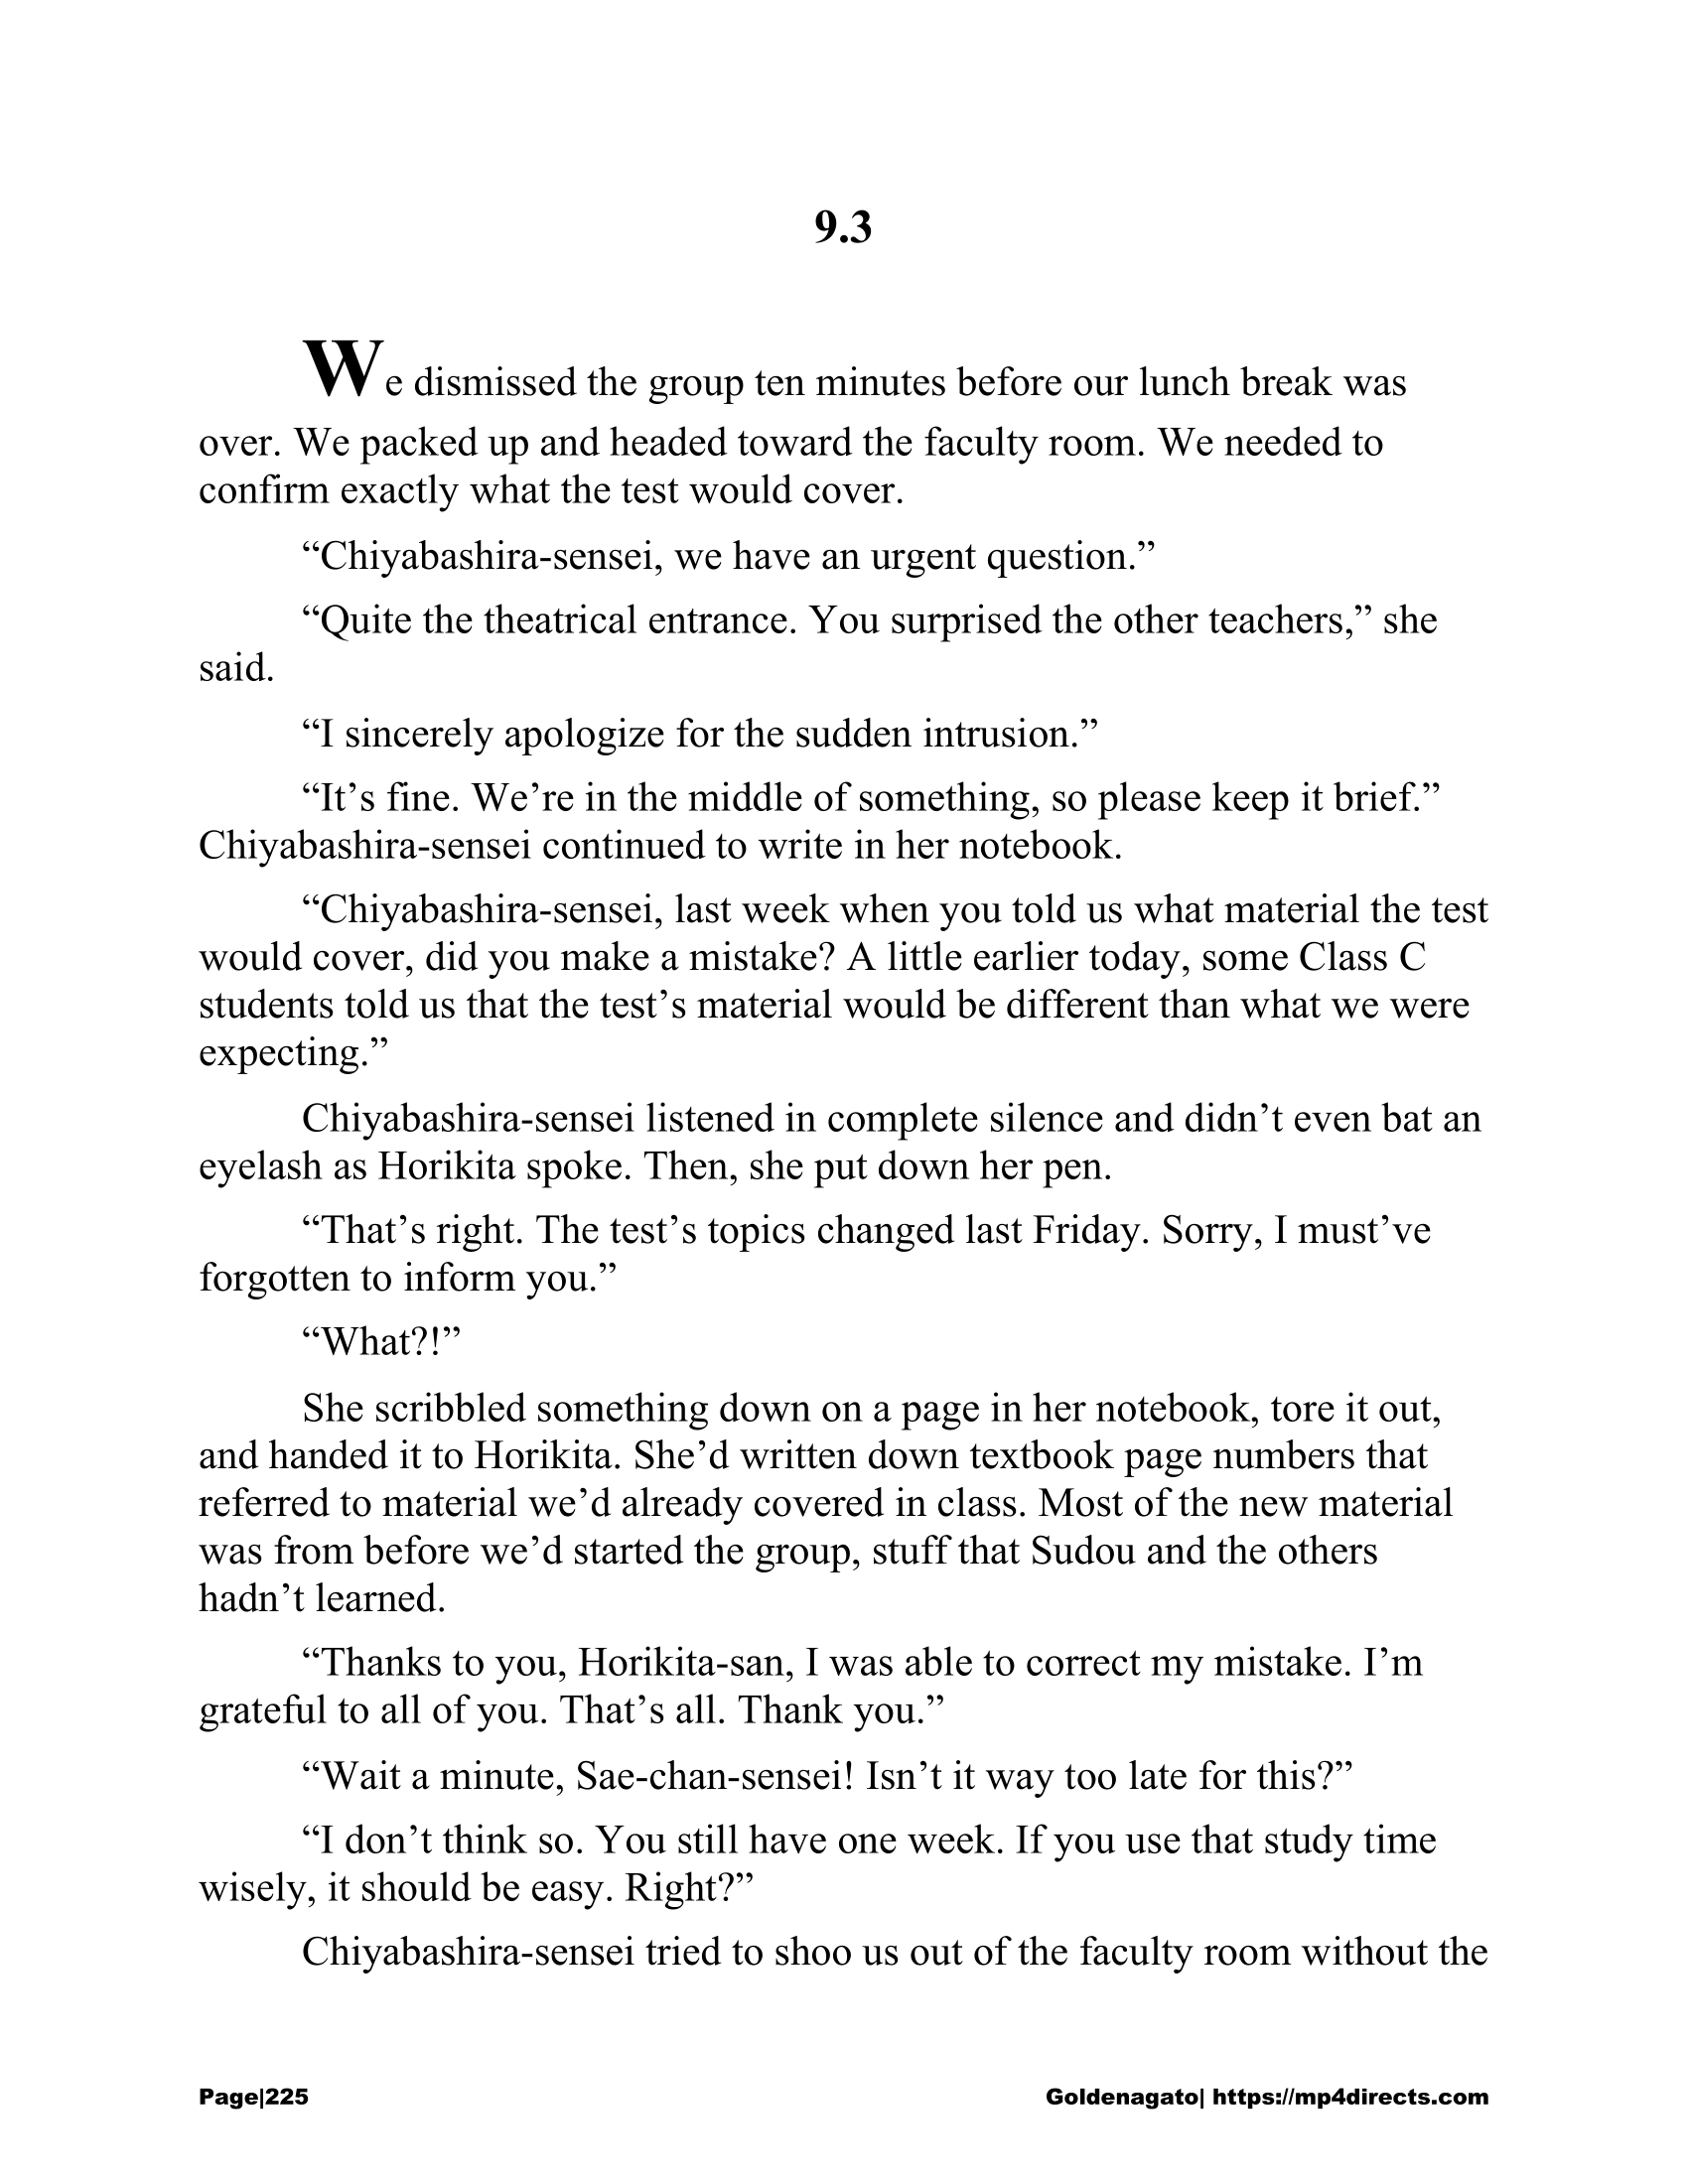 9.3
We dismissed the group ten minutes before our lunch break was
over. We packed up and headed toward the faculty room. We needed to
confirm exactly what the test would cover.
“Chiyabashira-sensei, we have an urgent question.”
“Quite the theatrical entrance. You surprised the other teachers,” she
said.
“I sincerely apologize for the sudden intrusion.”
“It’s fine. We’re in the middle of something, so please keep it brief.”
Chiyabashira-sensei continued to write in her notebook.
“Chiyabashira-sensei, last week when you told us what material the test
would cover, did you make a mistake? A little earlier today, some Class C
students told us that the test’s material would be different than what we were
expecting.”
Chiyabashira-sensei listened in complete silence and didn’t even bat an
eyelash as Horikita spoke. Then, she put down her pen.
“That’s right. The test’s topics changed last Friday. Sorry, I must’ve
forgotten to inform you.”
“What?!”
She scribbled something down on a page in her notebook, tore it out,
and handed it to Horikita. She’d written down textbook page numbers that
referred to material we’d already covered in class. Most of the new material
was from before we’d started the group, stuff that Sudou and the others
hadn’t learned.
“Thanks to you, Horikita-san, I was able to correct my mistake. I’m
grateful to all of you. That’s all. Thank you.”
“Wait a minute, Sae-chan-sensei! Isn’t it way too late for this?”
“I don’t think so. You still have one week. If you use that study time
wisely, it should be easy. Right?”
Chiyabashira-sensei tried to shoo us out of the faculty room without the
Page|225 Goldenagato| https://mp4directs.com